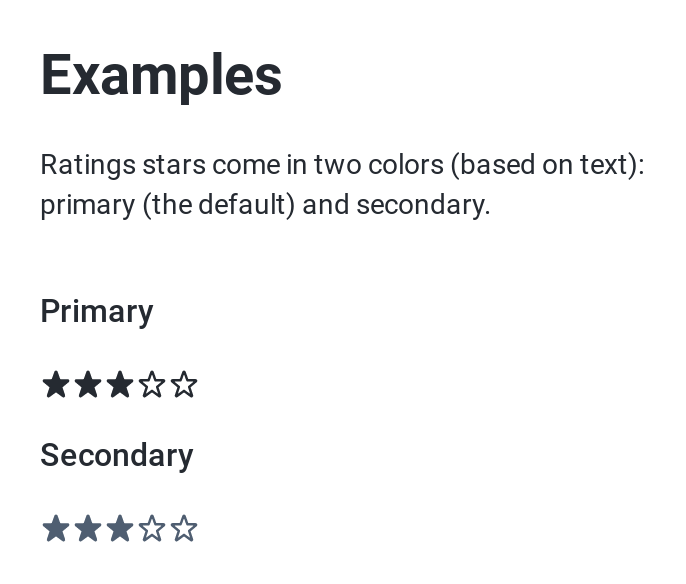 Examples
Ratings stars come in two colors (based on text):
primary (the default) and secondary.
Primary
Secondary